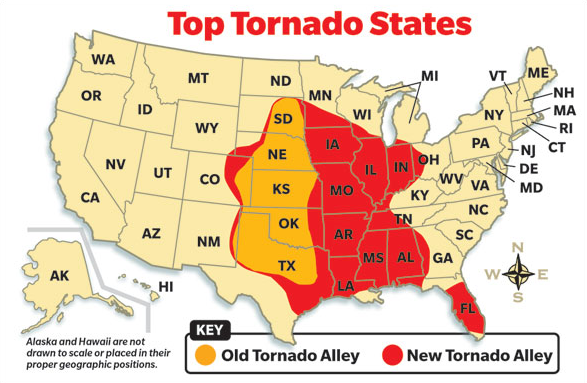 Top Tornado States
WA
OR
CA
NV
ID
MT
WY
UT
AZ
CO
NM
ND
SD
NE
KS
OK
TX
MN
IA
MO
AR
LA
WI
IL
MI
IN
OH
KY
TN
MS
AL
GA
FL
SC
NC
VA
WV
PA
NY
VT
ME
NH
MA
RI
CT
NJ
DE
MD
AK
HI
N
W E
S
Alaska and Hawaii are not
drawn to scale or placed in their
proper geographic positions.
KEY
Old Tornado Alley
New Tornado Alley